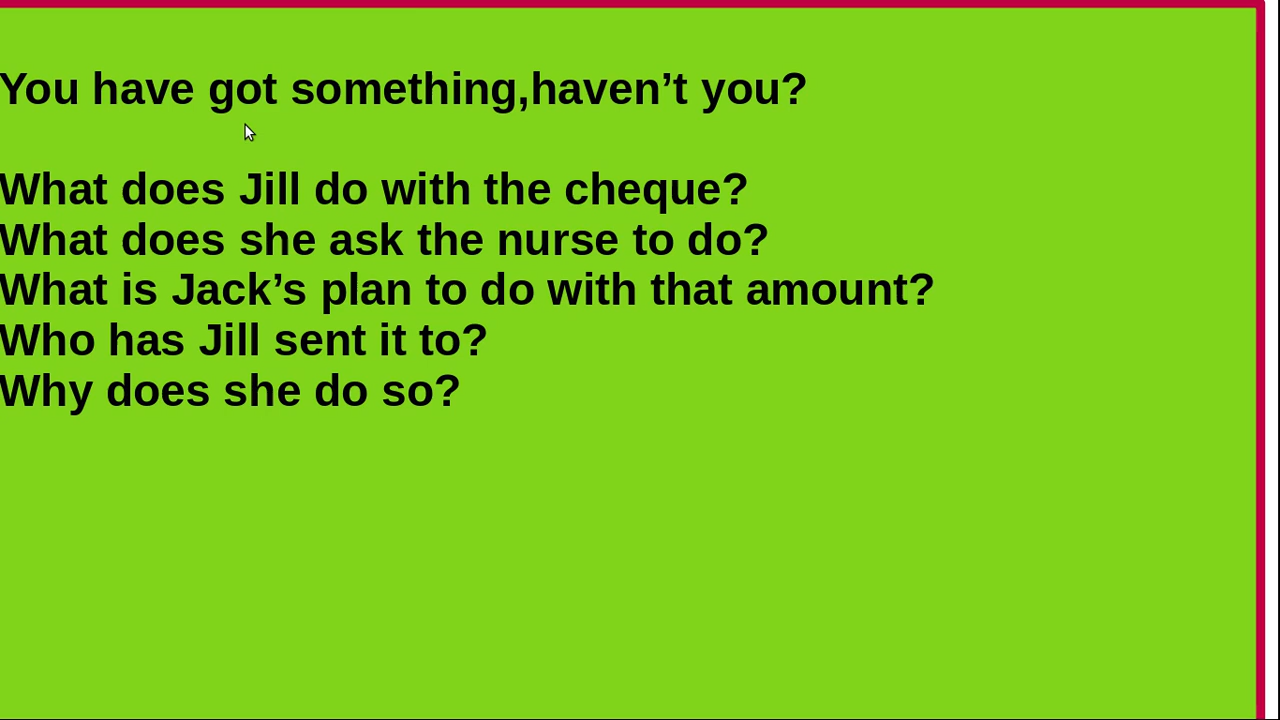 You have got something,haven’t you?
What does Jill do with the cheque?
What does she ask the nurse to do?
What is Jack’s plan to do with that amount?
Who has Jill sent it to?
Why does she do so?